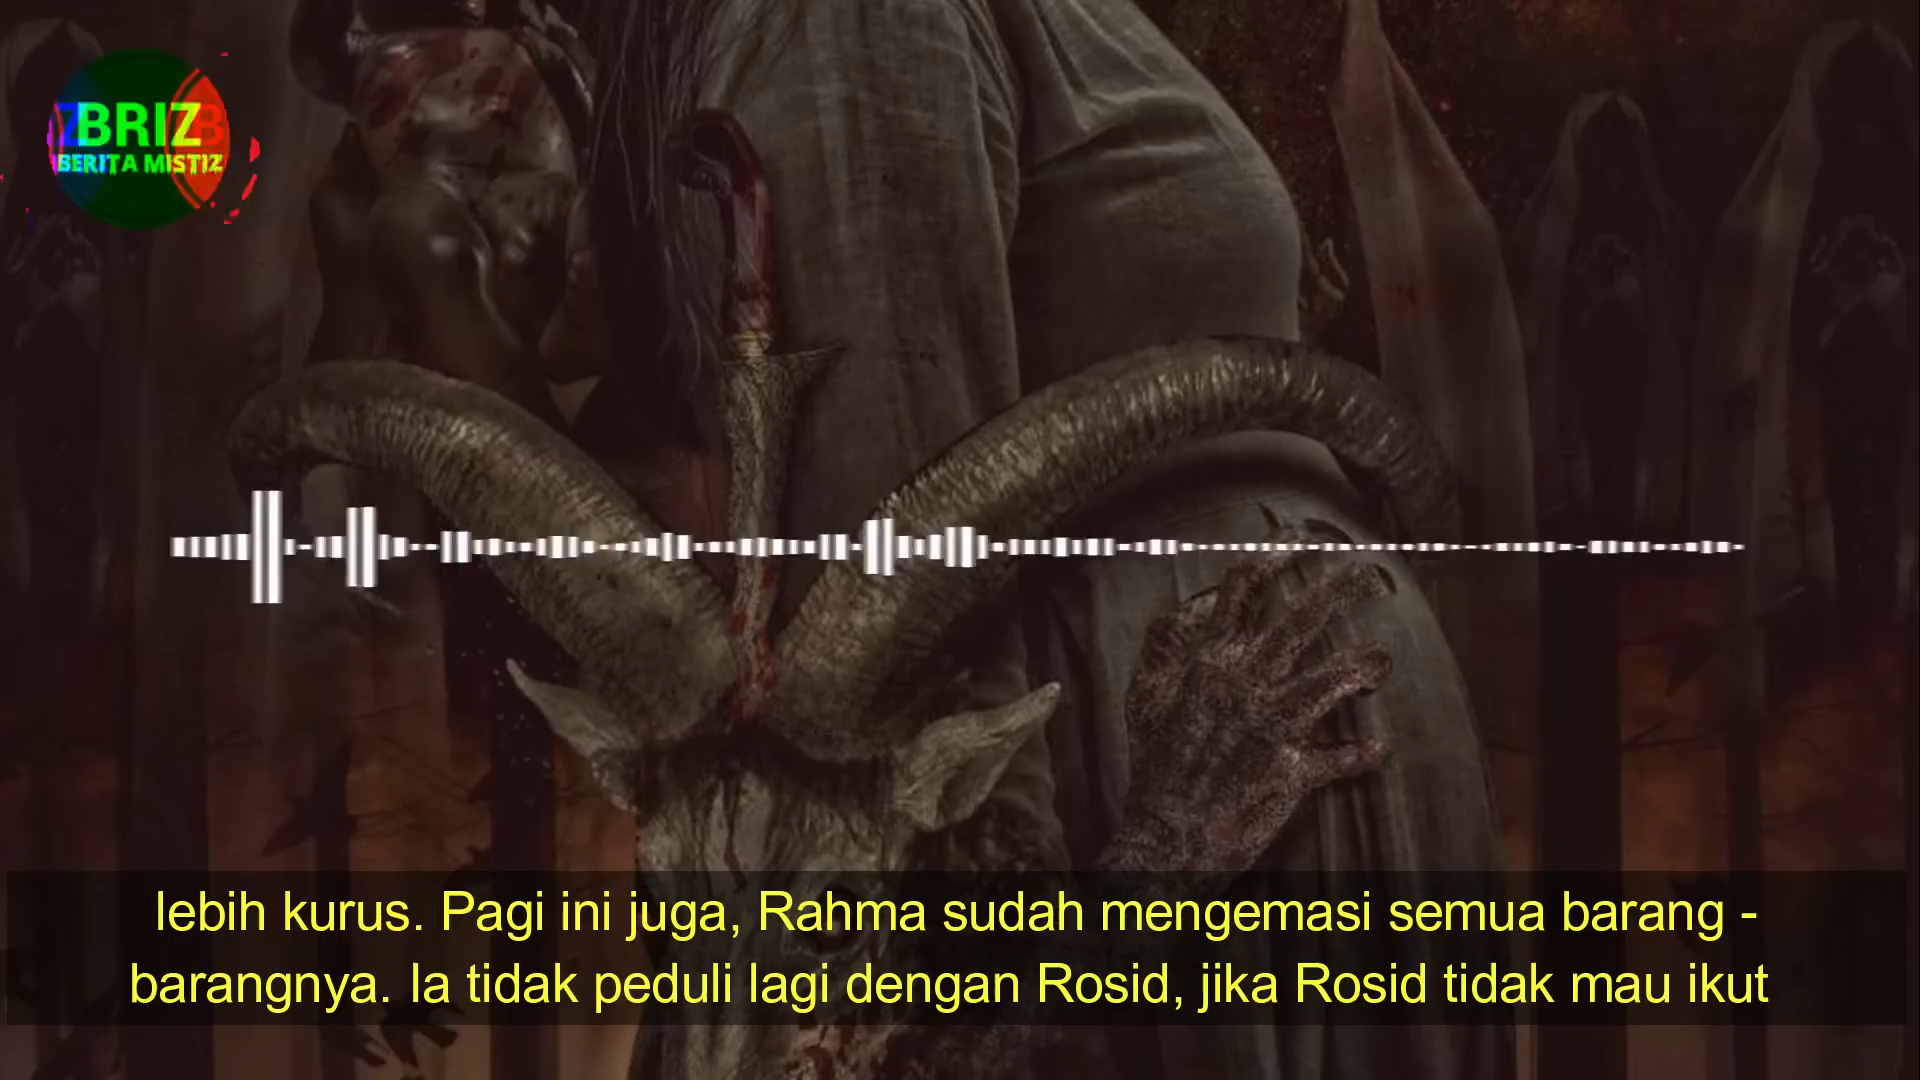 BRIZ
BERITA MISTIZ
lebih kurus. Pagi ini juga, Rahma sudah mengemasi semua barang -
barangnya. Ia tidak peduli lagi dengan Rosid, jika Rosid tidak mau ikut